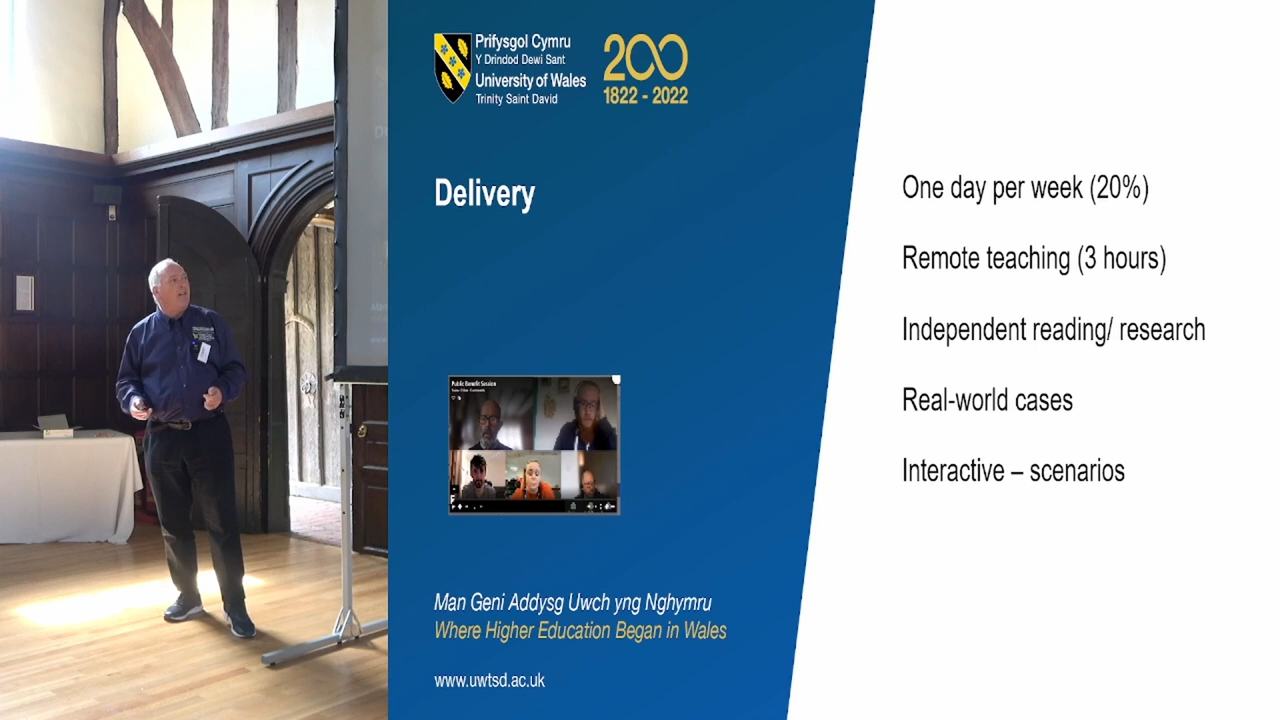 Prifysgol Cymru
Y Drindod Dewi Sant
University of Wales
Trinity Saint David
200
1822 - 2022
Delivery
Public Benefit Session
Man Geni Addysg Uwch yng Nghymru
Where Higher Education Began in Wales
www.uwtsd.ac.uk
One day per week (20%)
Remote teaching (3 hours)
Independent reading/ research
Real-world cases
Interactive – scenarios